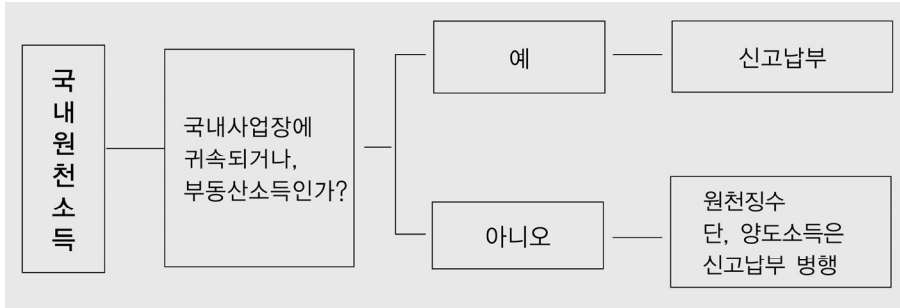 국내원천소득
국내사업장에
귀속되거나,
부동산소득인가?
예
신고납부
아니오
원천징수
단, 양도소득은
신고납부 병행